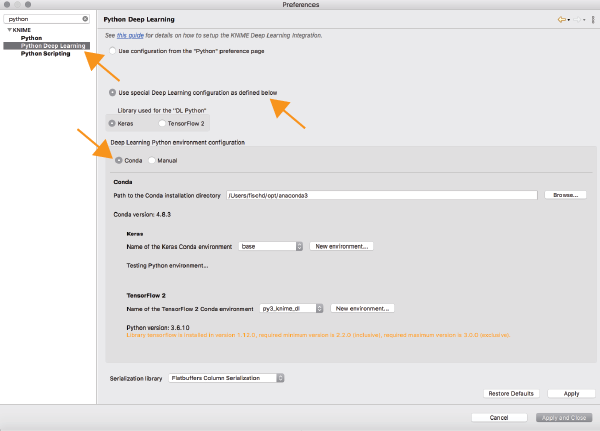 Preferences
python
Python Deep Learning
KNIME
Python
Python Deep Learning
Python Scripting
See this guide for details on how to setup the KNIME Deep Learning Integration.
Use configuration from the "Python" preference page
Use special Deep Learning configuration as defined below
Library used for the "DL Python"
Keras
TensorFlow 2
Deep Learning Python environment configuration
Conda
Manual
Conda
Path to the Conda installation directory
/Users/fischd/opt/anaconda3
Browse...
Conda version: 4.8.3
Keras
Name of the Keras Conda environment
base
New environment...
Testing Python environment...
TensorFlow 2
Name of the TensorFlow 2 Conda environment
py3_knime_dl
New environment...
Python version: 3.6.10
Library tensorflow is installed in version 1.12.0, required minimum version is 2.2.0 (inclusive), required maximum version is 3.0.0 (exclusive).
Serialization library
Flatbuffers Column Serialization
Restore Defaults
Apply
Cancel
Apply and Close